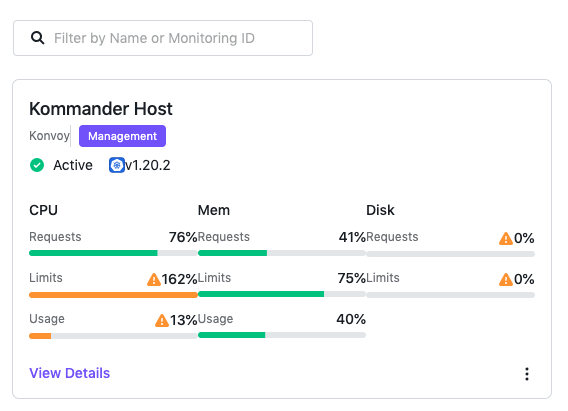 Filter by Name or Monitoring ID
Kommander Host
Konvoy Management
Active v1.20.2
CPU Mem Disk
Requests 76% Requests 41% Requests 0%
Limits 162% Limits 75% Limits 0%
Usage 13% Usage 40%
View Details